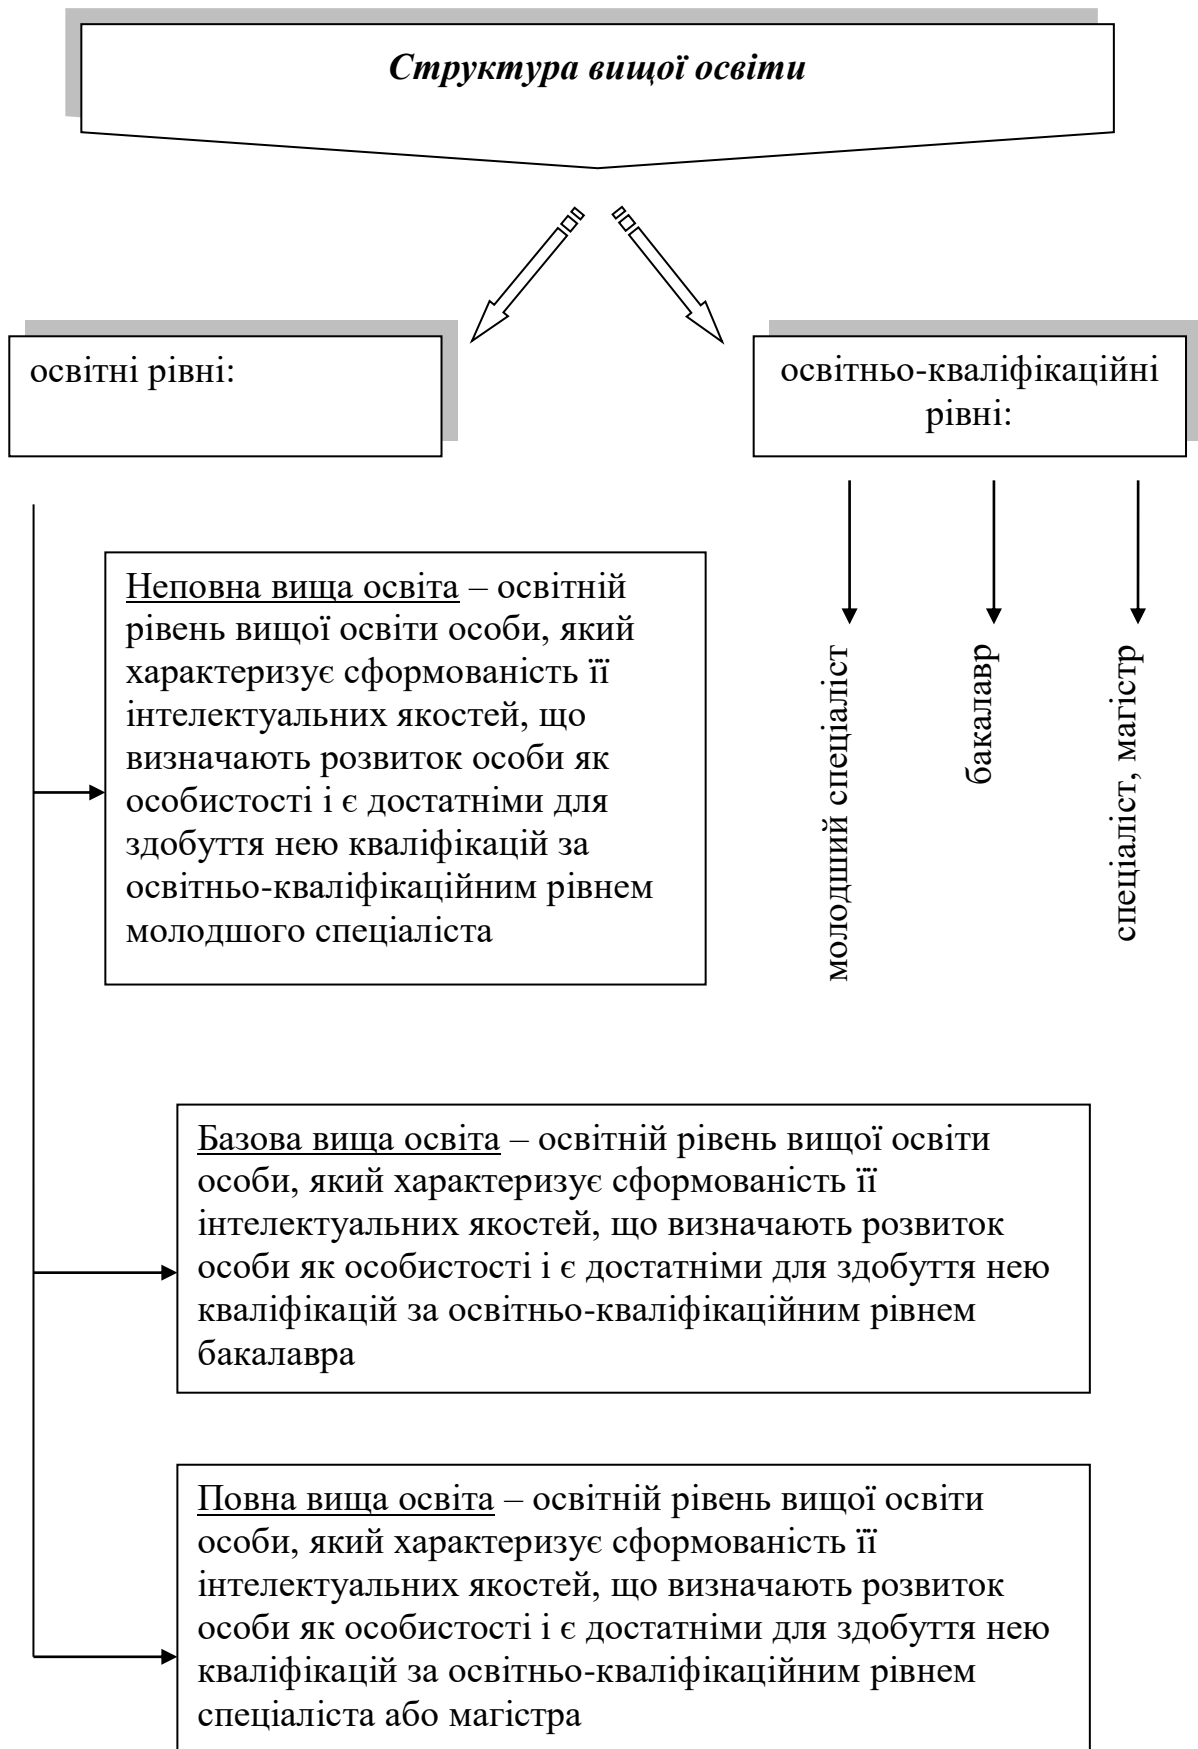 Структура вищої освіти
освітні рівні:
освітньо-кваліфікаційні
рівні:
Неповна вища освіта – освітній
рівень вищої освіти особи, який
характеризує сформованість її
інтелектуальних якостей, що
визначають розвиток особи як
особистості і є достатніми для
здобуття нею кваліфікацій за
освітньо-кваліфікаційним рівнем
молодшого спеціаліста
молодший спеціаліст
бакалавр
спеціаліст, магістр
Базова вища освіта – освітній рівень вищої освіти
особи, який характеризує сформованість її
інтелектуальних якостей, що визначають розвиток
особи як особистості і є достатніми для здобуття нею
кваліфікацій за освітньо-кваліфікаційним рівнем
бакалавра
Повна вища освіта – освітній рівень вищої освіти
особи, який характеризує сформованість її
інтелектуальних якостей, що визначають розвиток
особи як особистості і є достатніми для здобуття нею
кваліфікацій за освітньо-кваліфікаційним рівнем
спеціаліста або магістра